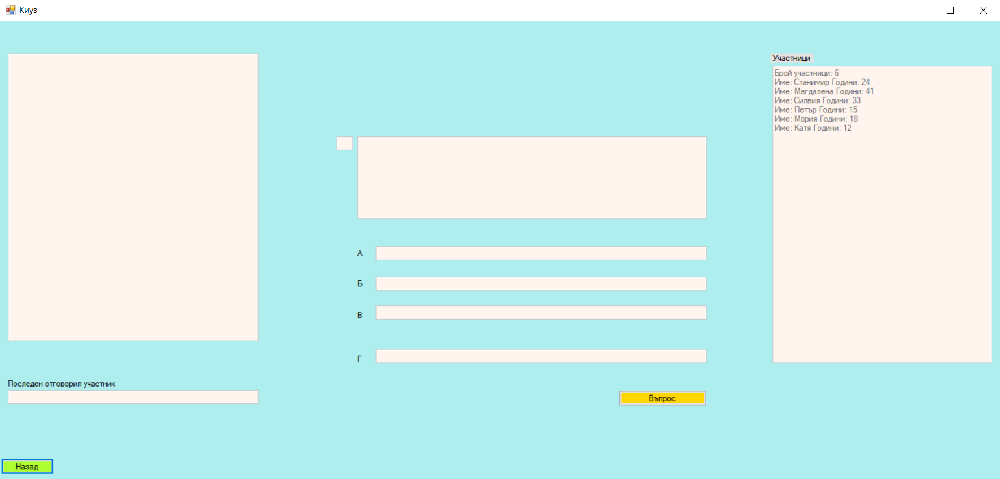 Киуз
Участници
Брой участници: 6
Име: Станимир Години: 24
Име: Магдалена Години: 41
Име: Силвия Години: 33
Име: Петър Години: 15
Име: Мария Години: 18
Име: Катя Години: 12
А
Б
В
Г
Последен отговорил участник
Въпрос
Назад